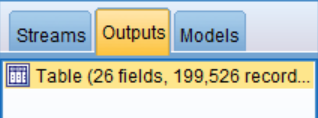 Streams Outputs Models
Table (26 fields, 199,526 record...